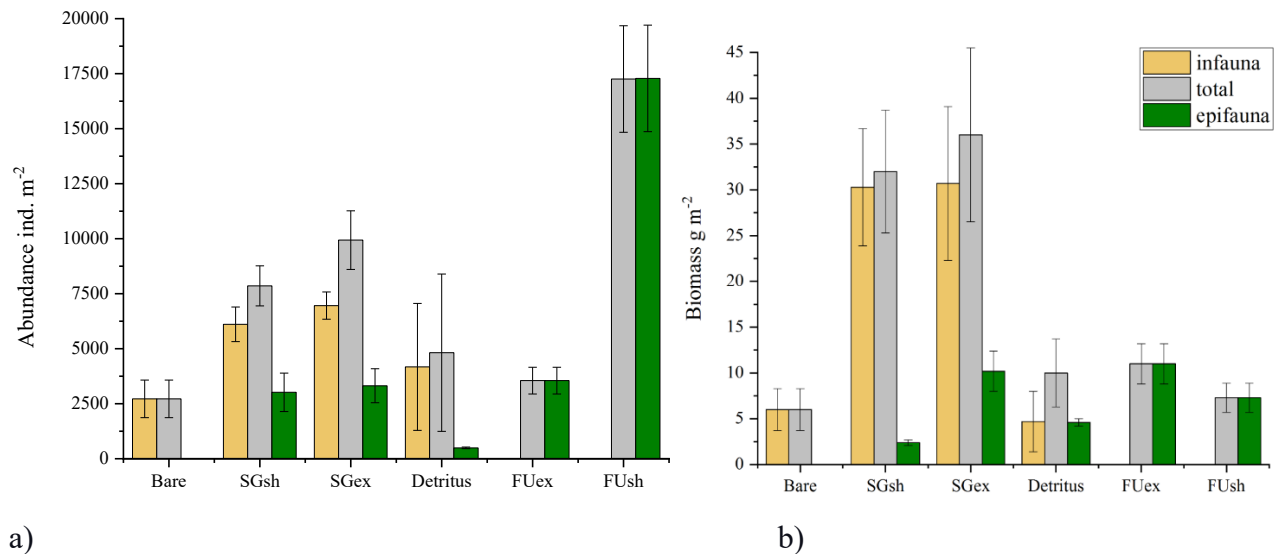 20000
17500
15000
12500
10000
7500
5000
2500
0
Abundance ind. m⁻²
Bare SGsh SGex Detritus FUex FUsh
a)
45
40
35
30
25
20
15
10
5
0
Biomass g m⁻²
infauna
total
epifauna
Bare SGsh SGex Detritus FUex FUsh
b)